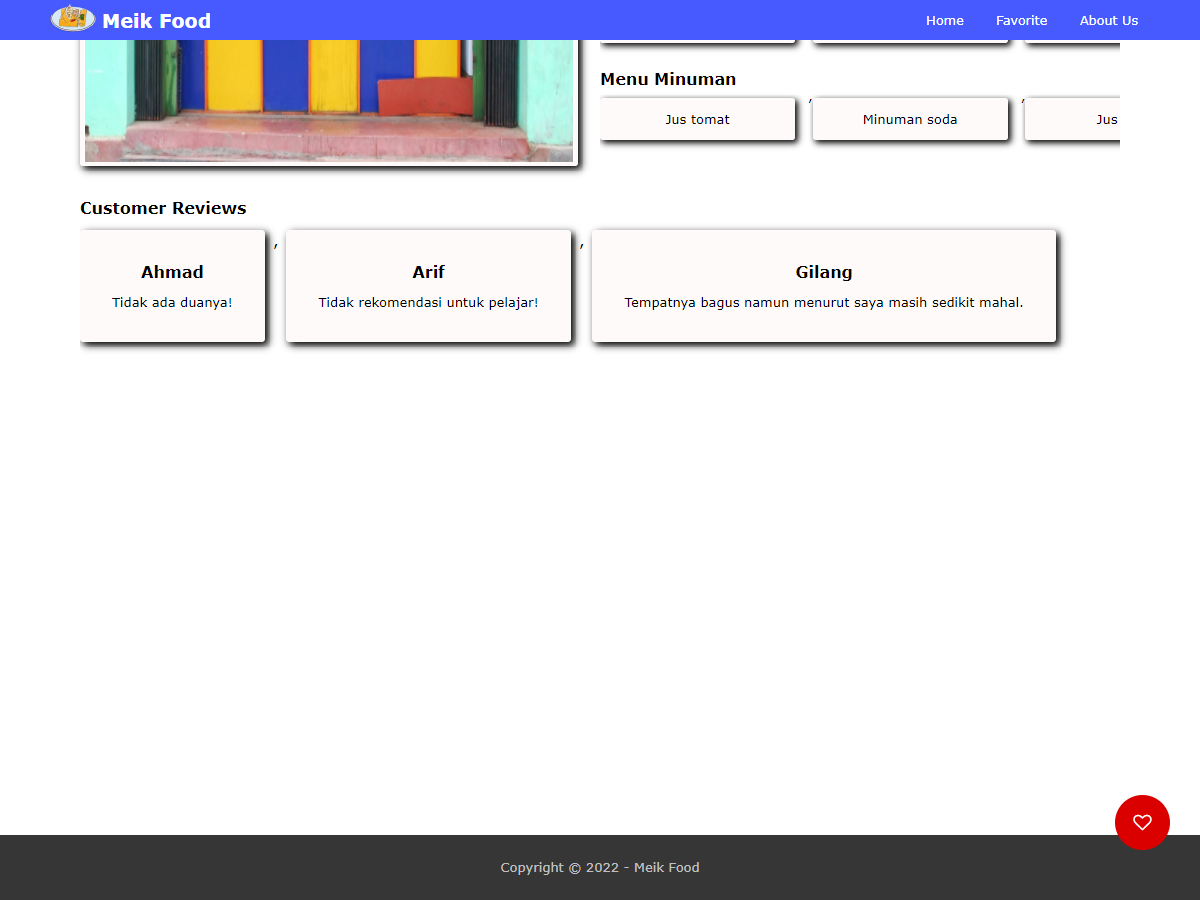 Meik Food
Home Favorite About Us
Menu Minuman
Jus tomat , Minuman soda , Jus
Customer Reviews
Ahmad , Arif , Gilang
Tidak ada duanya! Tidak rekomendasi untuk pelajar! Tempatnya bagus namun menurut saya masih sedikit mahal.
Copyright © 2022 - Meik Food